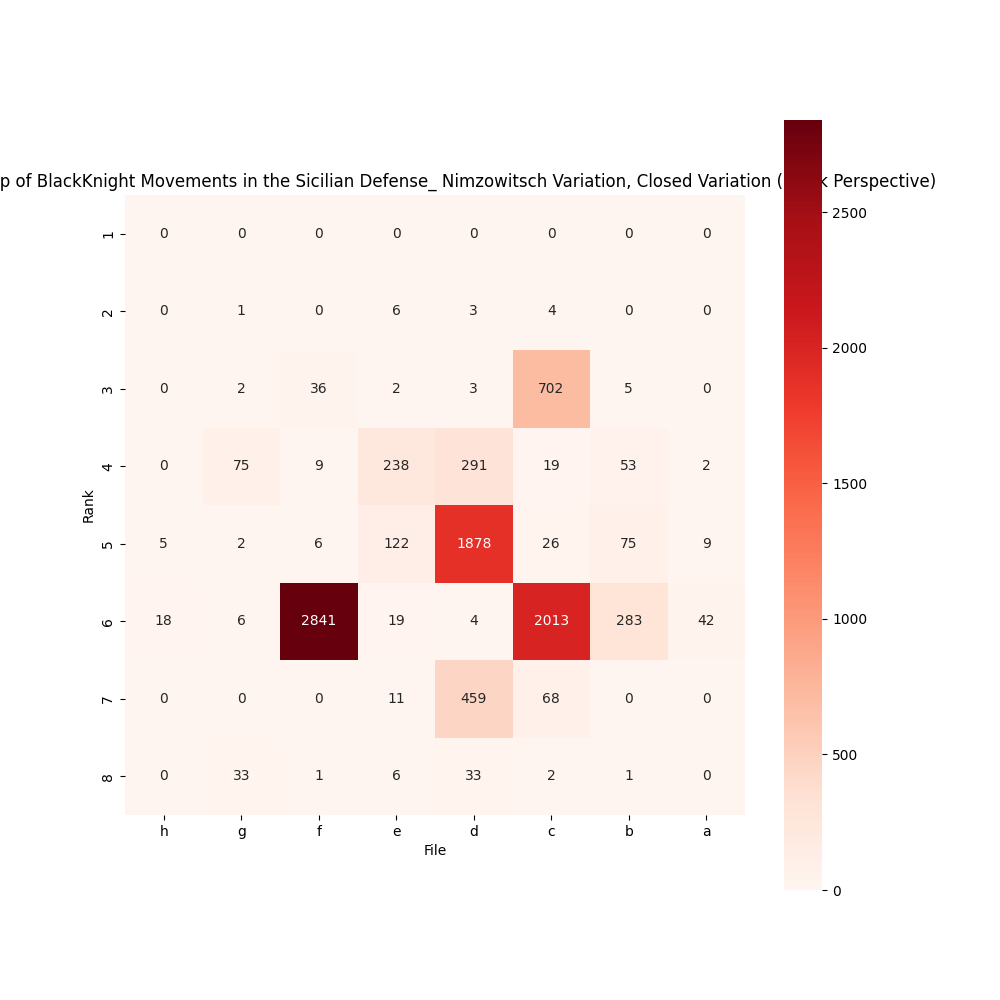 p of BlackKnight Movements in the Sicilian Defense_ Nimzowitsch Variation, Closed Variation ( k Perspective)
1 0 0 0 0 0 0 0 0
2 0 1 0 6 3 4 0 0
3 0 2 36 2 3 702 5 0
4 0 75 9 238 291 19 53 2
5 5 2 6 122 1878 26 75 9
6 18 6 2841 19 4 2013 283 42
7 0 0 0 11 459 68 0 0
8 0 33 1 6 33 2 1 0
h g f e d c b a
File
Rank
2500
2000
1500
1000
500
0